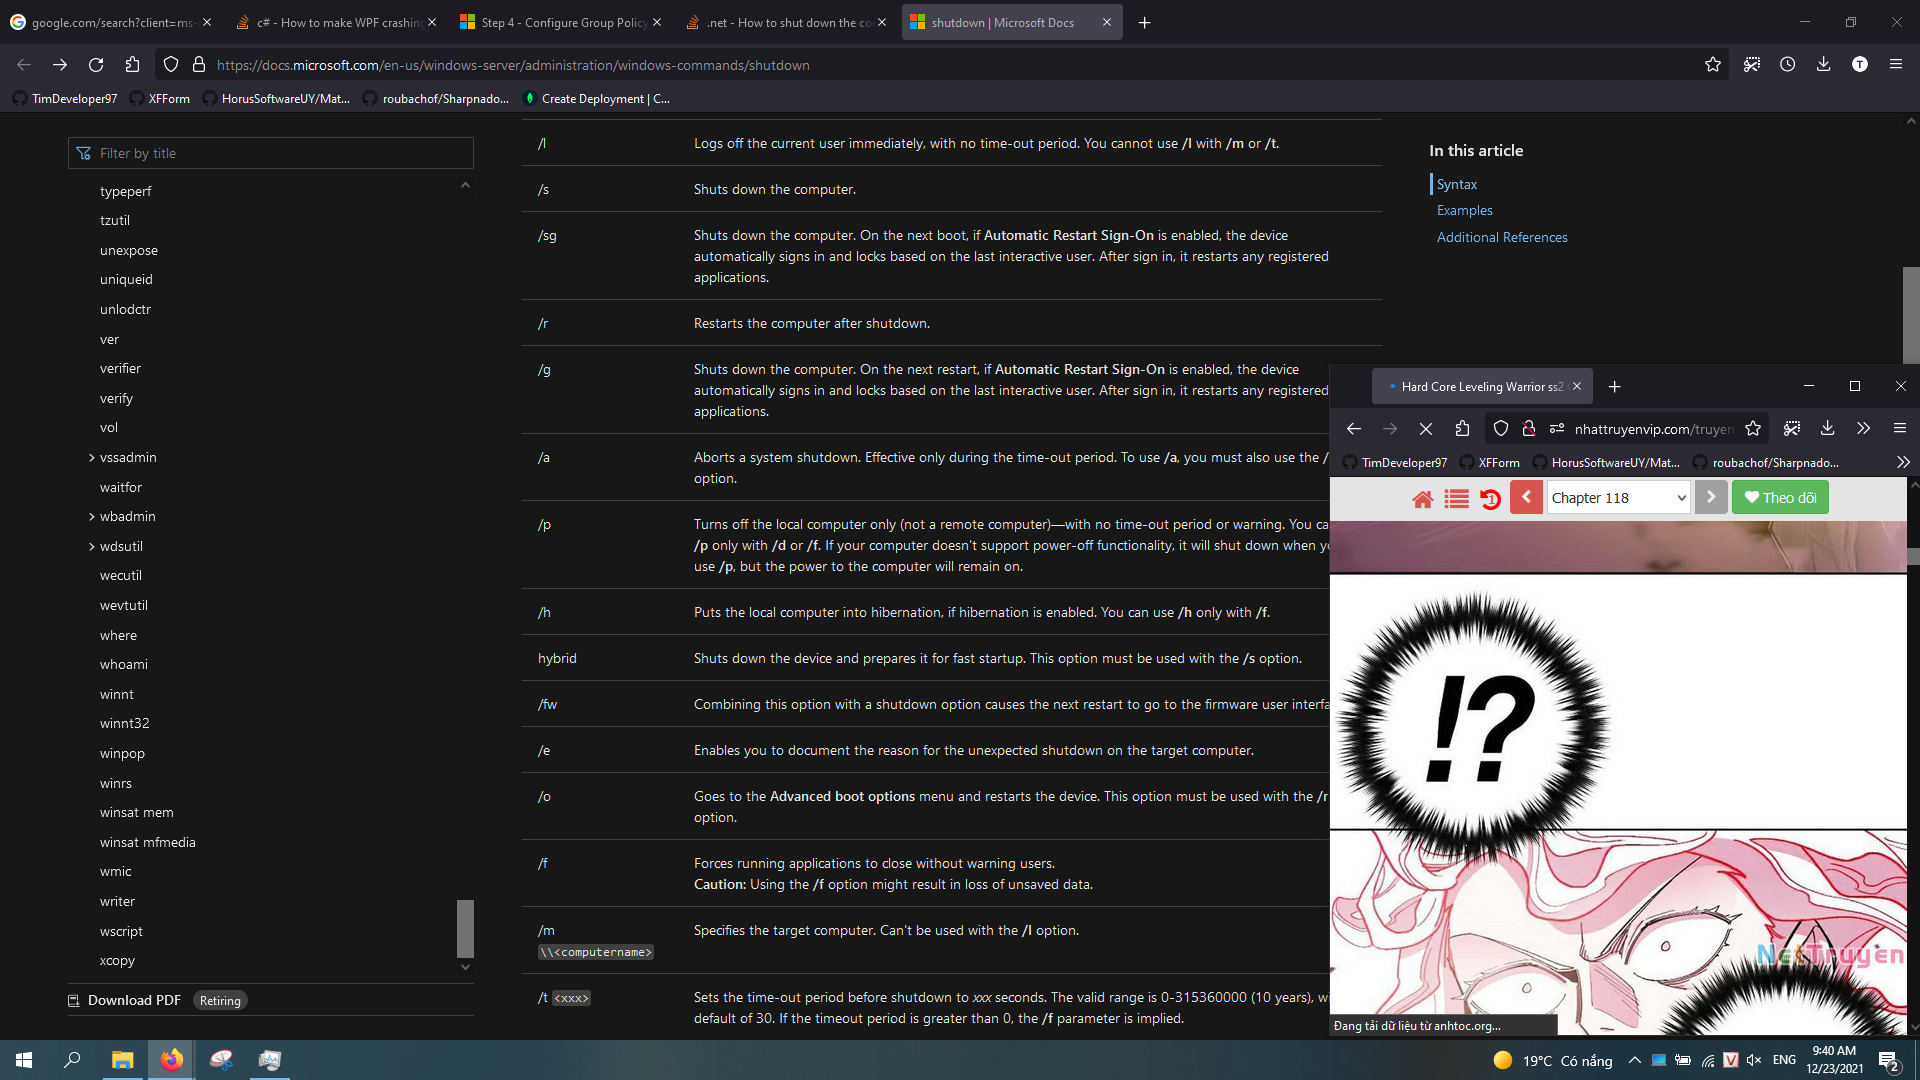 google.com/search?client=ms-
c# - How to make WPF crashing
Step 4 - Configure Group Policy
.net - How to shut down the co
shutdown | Microsoft Docs
https://docs.microsoft.com/en-us/windows-server/administration/windows-commands/shutdown
T
TimDeveloper97
XFForm
HorusSoftwareUY/Mat...
roubachof/Sharpnado...
Create Deployment | C...
Filter by title
typeperf
tzutil
unexpose
uniqueid
unlodctr
ver
verifier
verify
vol
vssadmin
waitfor
wbadmin
wdsutil
wecutil
wevtutil
where
whoami
winnt
winnt32
winpop
winrs
winsat mem
winsat mfmedia
wmic
writer
wscript
xcopy
Download PDF
Retiring
/l
Logs off the current user immediately, with no time-out period. You cannot use /l with /m or /t.
/s
Shuts down the computer.
/sg
Shuts down the computer. On the next boot, if Automatic Restart Sign-On is enabled, the device
automatically signs in and locks based on the last interactive user. After sign in, it restarts any registered
applications.
/r
Restarts the computer after shutdown.
/g
Shuts down the computer. On the next restart, if Automatic Restart Sign-On is enabled, the device
automatically signs in and locks based on the last interactive user. After sign in, it restarts any registered
applications.
/a
Aborts a system shutdown. Effective only during the time-out period. To use /a, you must also use the /
option.
/p
Turns off the local computer only (not a remote computer)—with no time-out period or warning. You ca
/p only with /d or /f. If your computer doesn't support power-off functionality, it will shut down when y
use /p, but the power to the computer will remain on.
/h
Puts the local computer into hibernation, if hibernation is enabled. You can use /h only with /f.
hybrid
Shuts down the device and prepares it for fast startup. This option must be used with the /s option.
/fw
Combining this option with a shutdown option causes the next restart to go to the firmware user interfa
/e
Enables you to document the reason for the unexpected shutdown on the target computer.
/o
Goes to the Advanced boot options menu and restarts the device. This option must be used with the /r
option.
/f
Forces running applications to close without warning users.
Caution: Using the /f option might result in loss of unsaved data.
/m
\\<computername>
Specifies the target computer. Can't be used with the /l option.
/t <xxx>
Sets the time-out period before shutdown to xxx seconds. The valid range is 0-315360000 (10 years), wi
default of 30. If the timeout period is greater than 0, the /f parameter is implied.
In this article
Syntax
Examples
Additional References
Hard Core Leveling Warrior ss2
nhattruyenvip.com/truyen
TimDeveloper97
XFForm
HorusSoftwareUY/Mat...
roubachof/Sharpnado...
1
Chapter 118
Theo dõi
!?
NetTruyen
Đang tải dữ liệu từ anhtoc.org...
19°C Có nắng
V
ENG
9:40 AM
12/23/2021
2